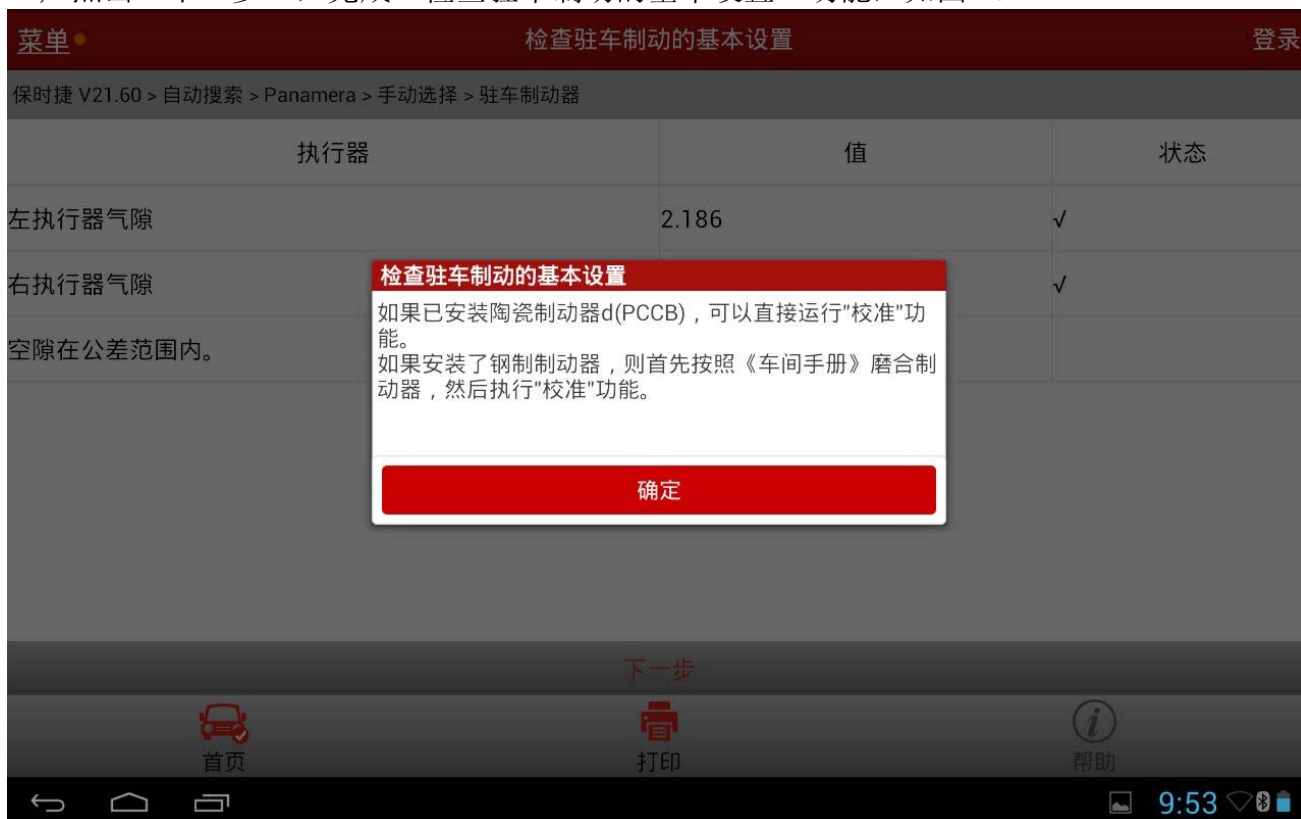 菜单
检查驻车制动的基本设置
登录
保时捷 V21.60 > 自动搜索 > Panamera > 手动选择 > 驻车制动器
执行器 值 状态
左执行器气隙 2.186 √
右执行器气隙 √
空隙在公差范围内。
检查驻车制动的基本设置
如果已安装陶瓷制动器d(PCCB)，可以直接运行"校准"功
能。
如果安装了钢制制动器，则首先按照《车间手册》磨合制
动器，然后执行"校准"功能。
确定
下一步
首页 打印 帮助
9:53